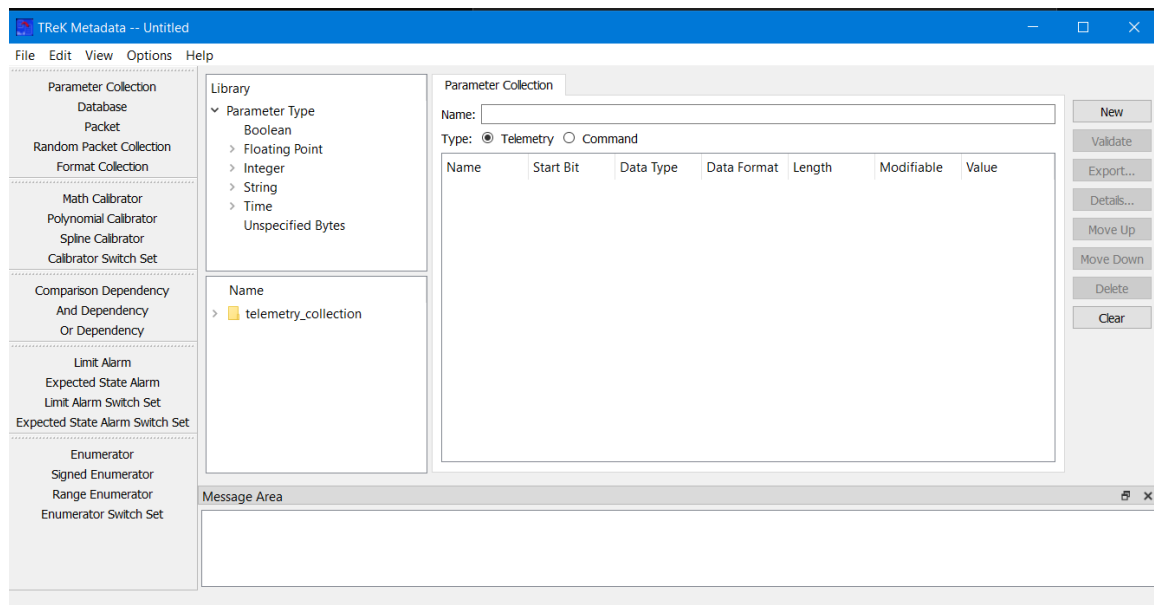 TReK Metadata -- Untitled
File Edit View Options Help
Parameter Collection
Database
Packet
Random Packet Collection
Format Collection
Math Calibrator
Polynomial Calibrator
Spline Calibrator
Calibrator Switch Set
Comparison Dependency
And Dependency
Or Dependency
Limit Alarm
Expected State Alarm
Limit Alarm Switch Set
Expected State Alarm Switch Set
Enumerator
Signed Enumerator
Range Enumerator
Enumerator Switch Set
Library
Parameter Type
Boolean
Floating Point
Integer
String
Time
Unspecified Bytes
Name
telemetry_collection
Parameter Collection
Name:
Type: Telemetry Command
Name Start Bit Data Type Data Format Length Modifiable Value
New
Validate
Export...
Details...
Move Up
Move Down
Delete
Clear
Message Area